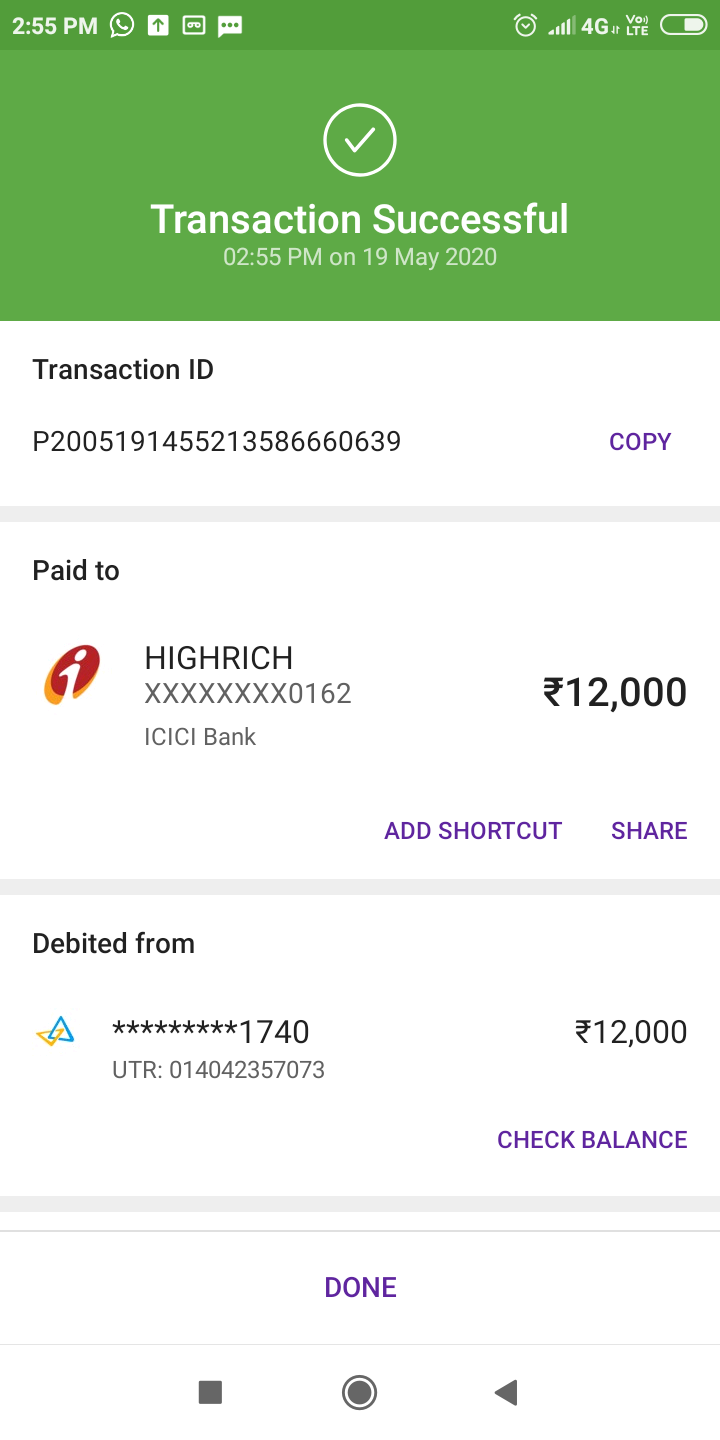 2:55 PM 4G Vo) LTE
Transaction Successful
02:55 PM on 19 May 2020
Transaction ID
P2005191455213586660639 COPY
Paid to
HIGHRICH
XXXXXXXX0162
₹12,000
ICICI Bank
ADD SHORTCUT SHARE
Debited from
*********1740 ₹12,000
UTR: 014042357073
CHECK BALANCE
DONE